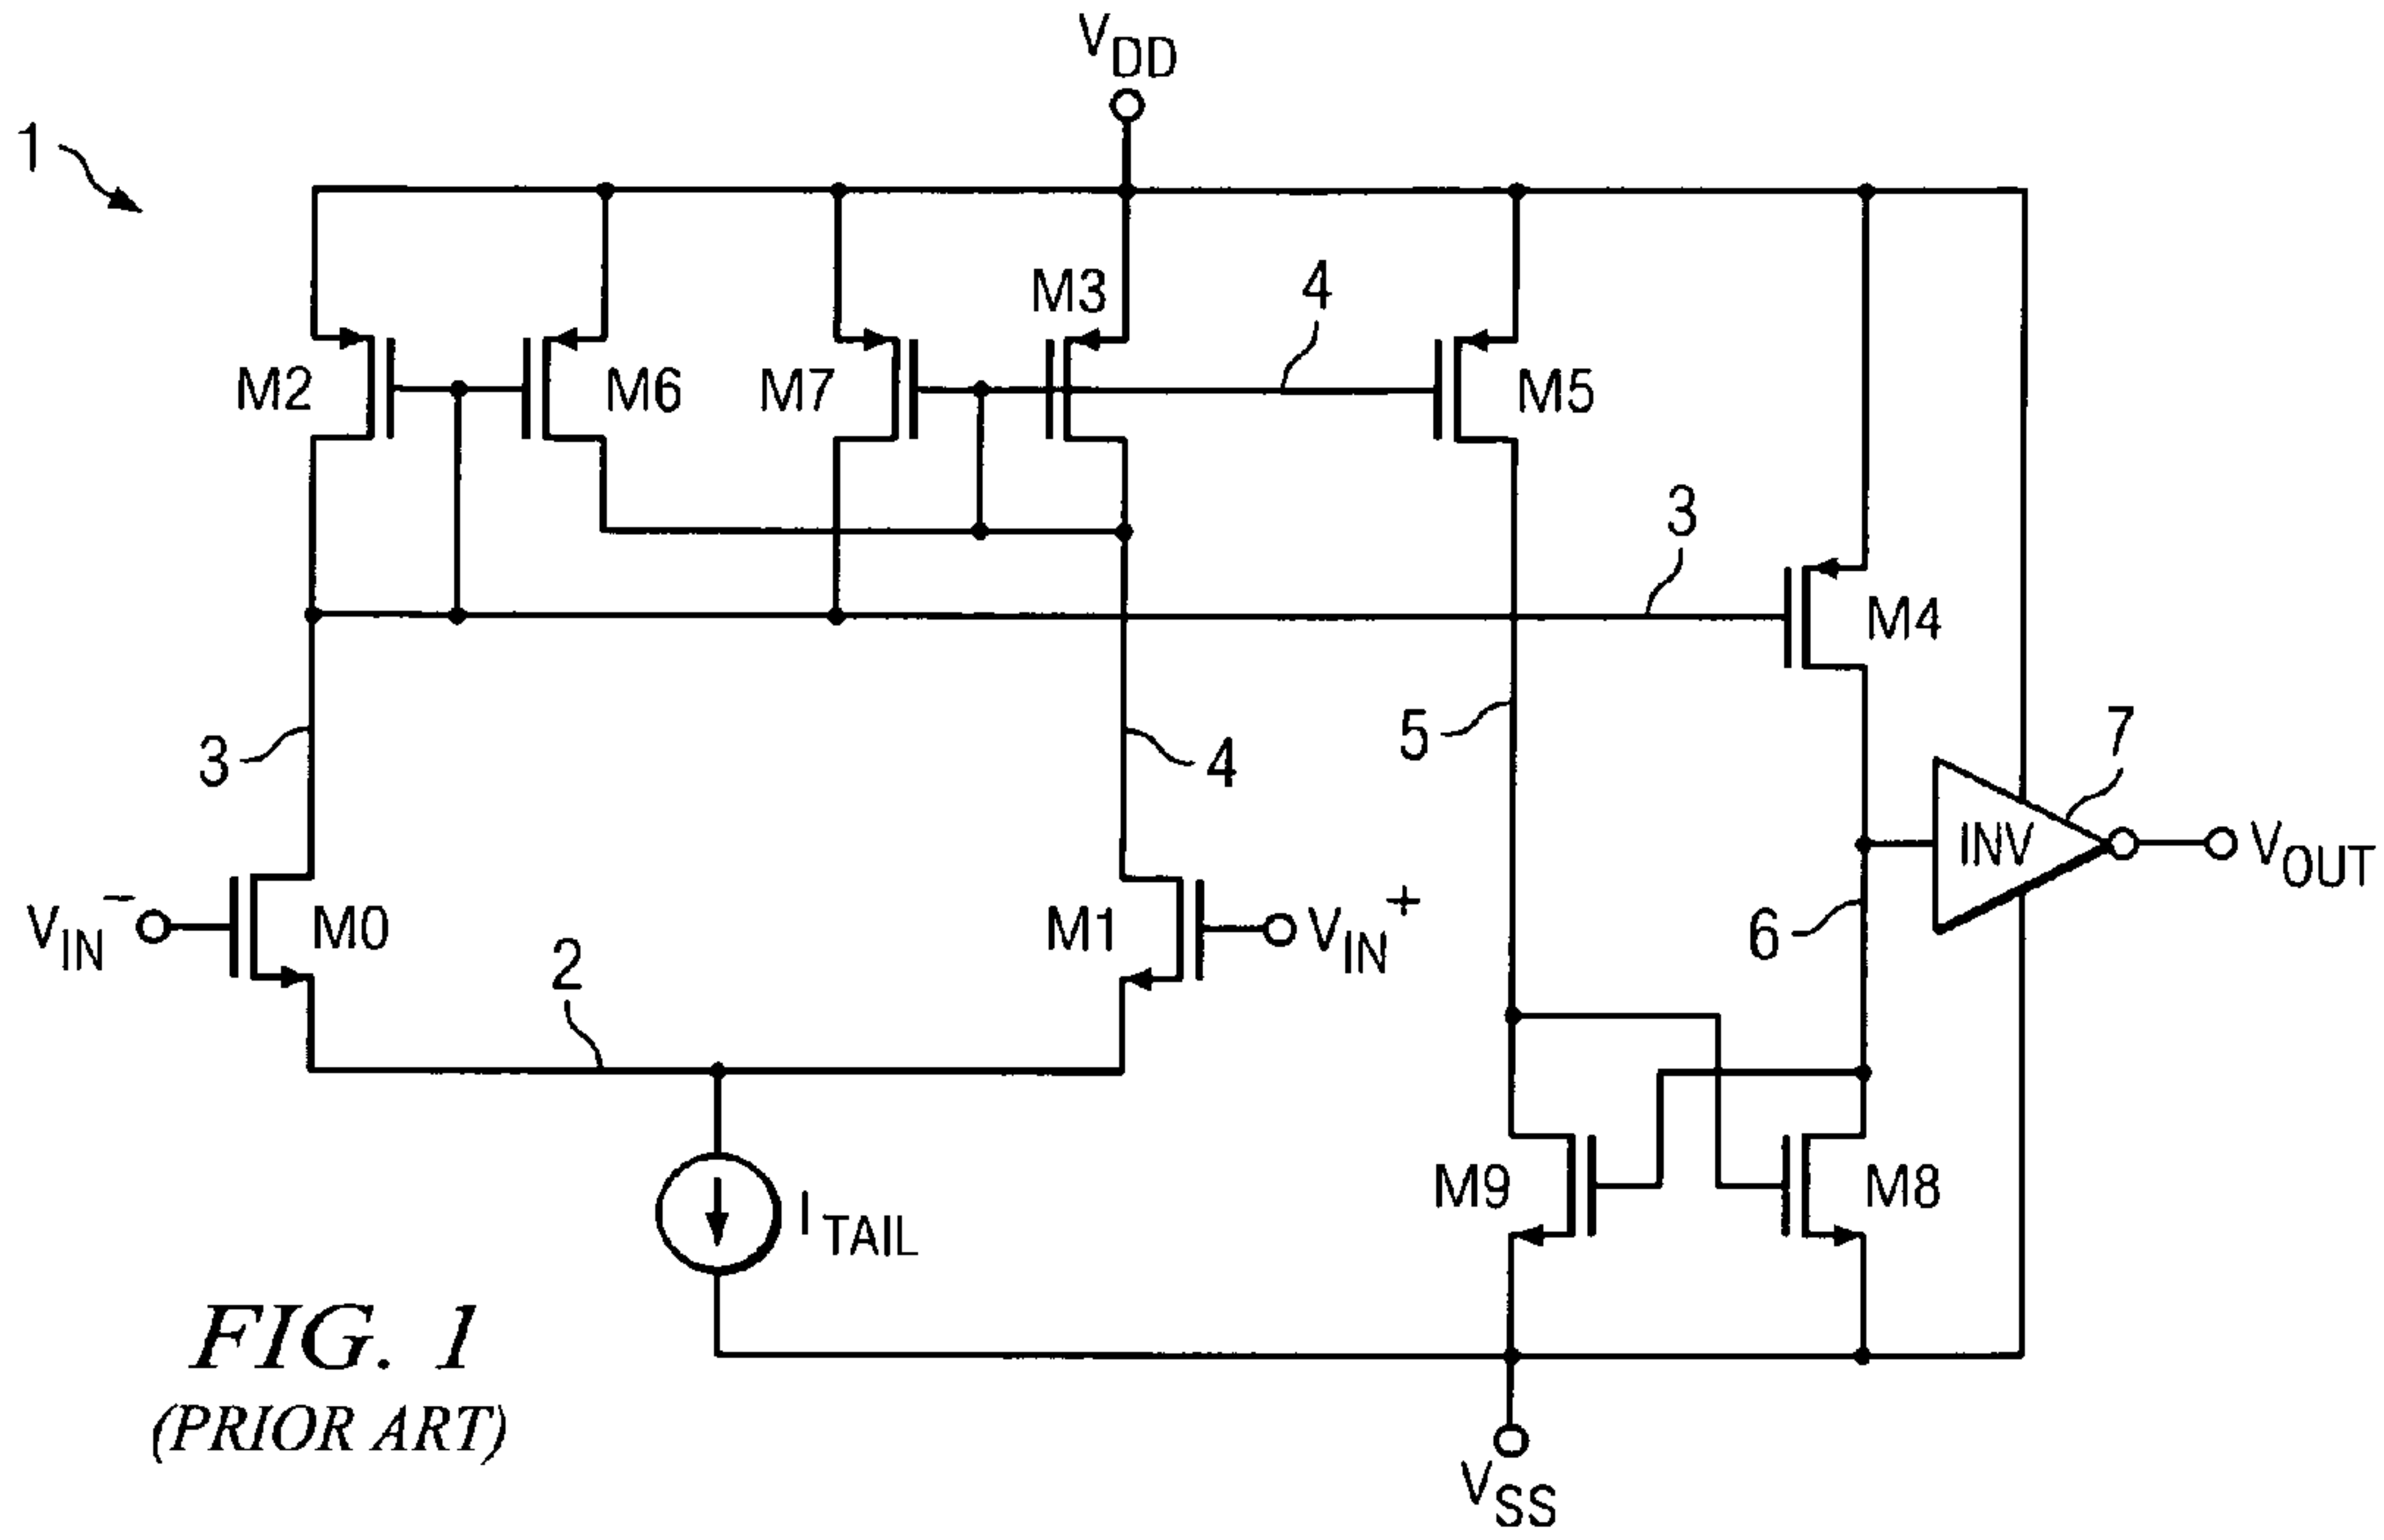 VDD
1
M3
4
M2
M6
M7
M5
3
M4
3
4
5
7
INV
VOUT
VIN−
M0
M1
VIN+
6
2
M9
M8
ITAIL
FIG. 1
(PRIOR ART)
VSS